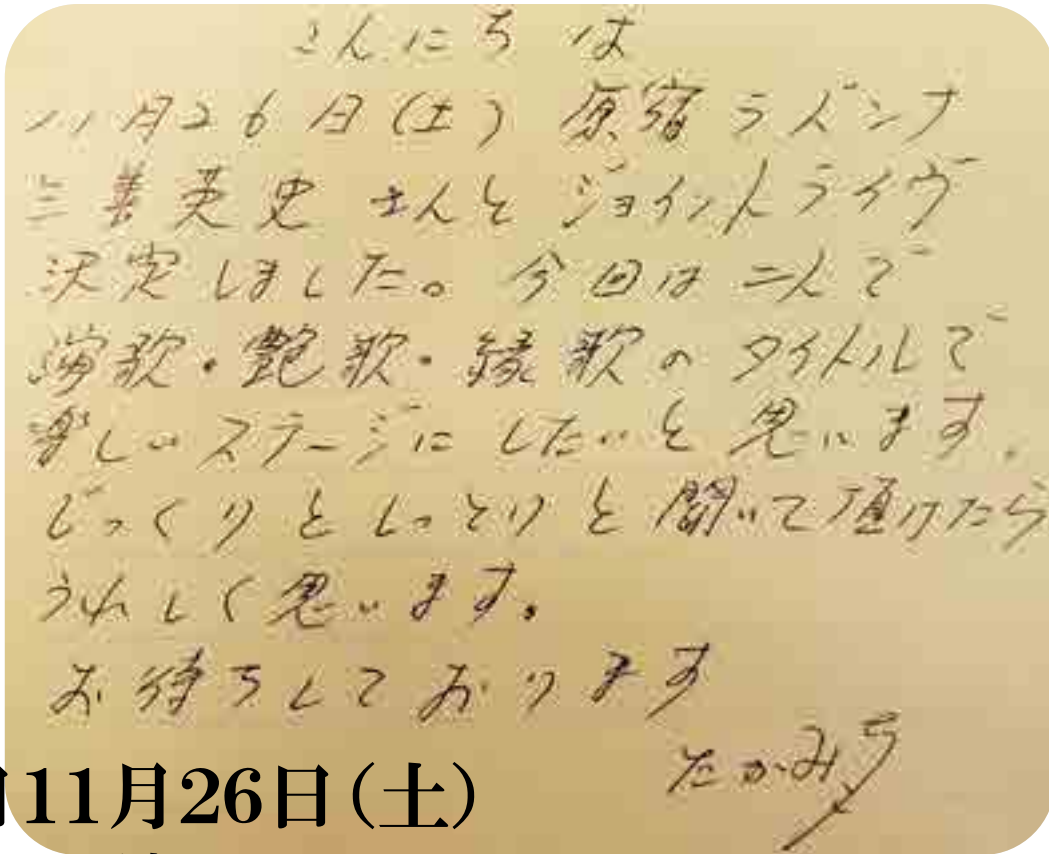 こんにちは
11月26日(土) 原宿ラドンナ
三善英史さんとジョイントライヴ
決定しました。今回は二人で
演歌・艶歌・縁歌のタイトルで
楽しいステージにしたいと思います。
じっくりとしっとりと聞いて頂けたら
うれしく思います。
お待ちしております
たかみち
11月26日(土)